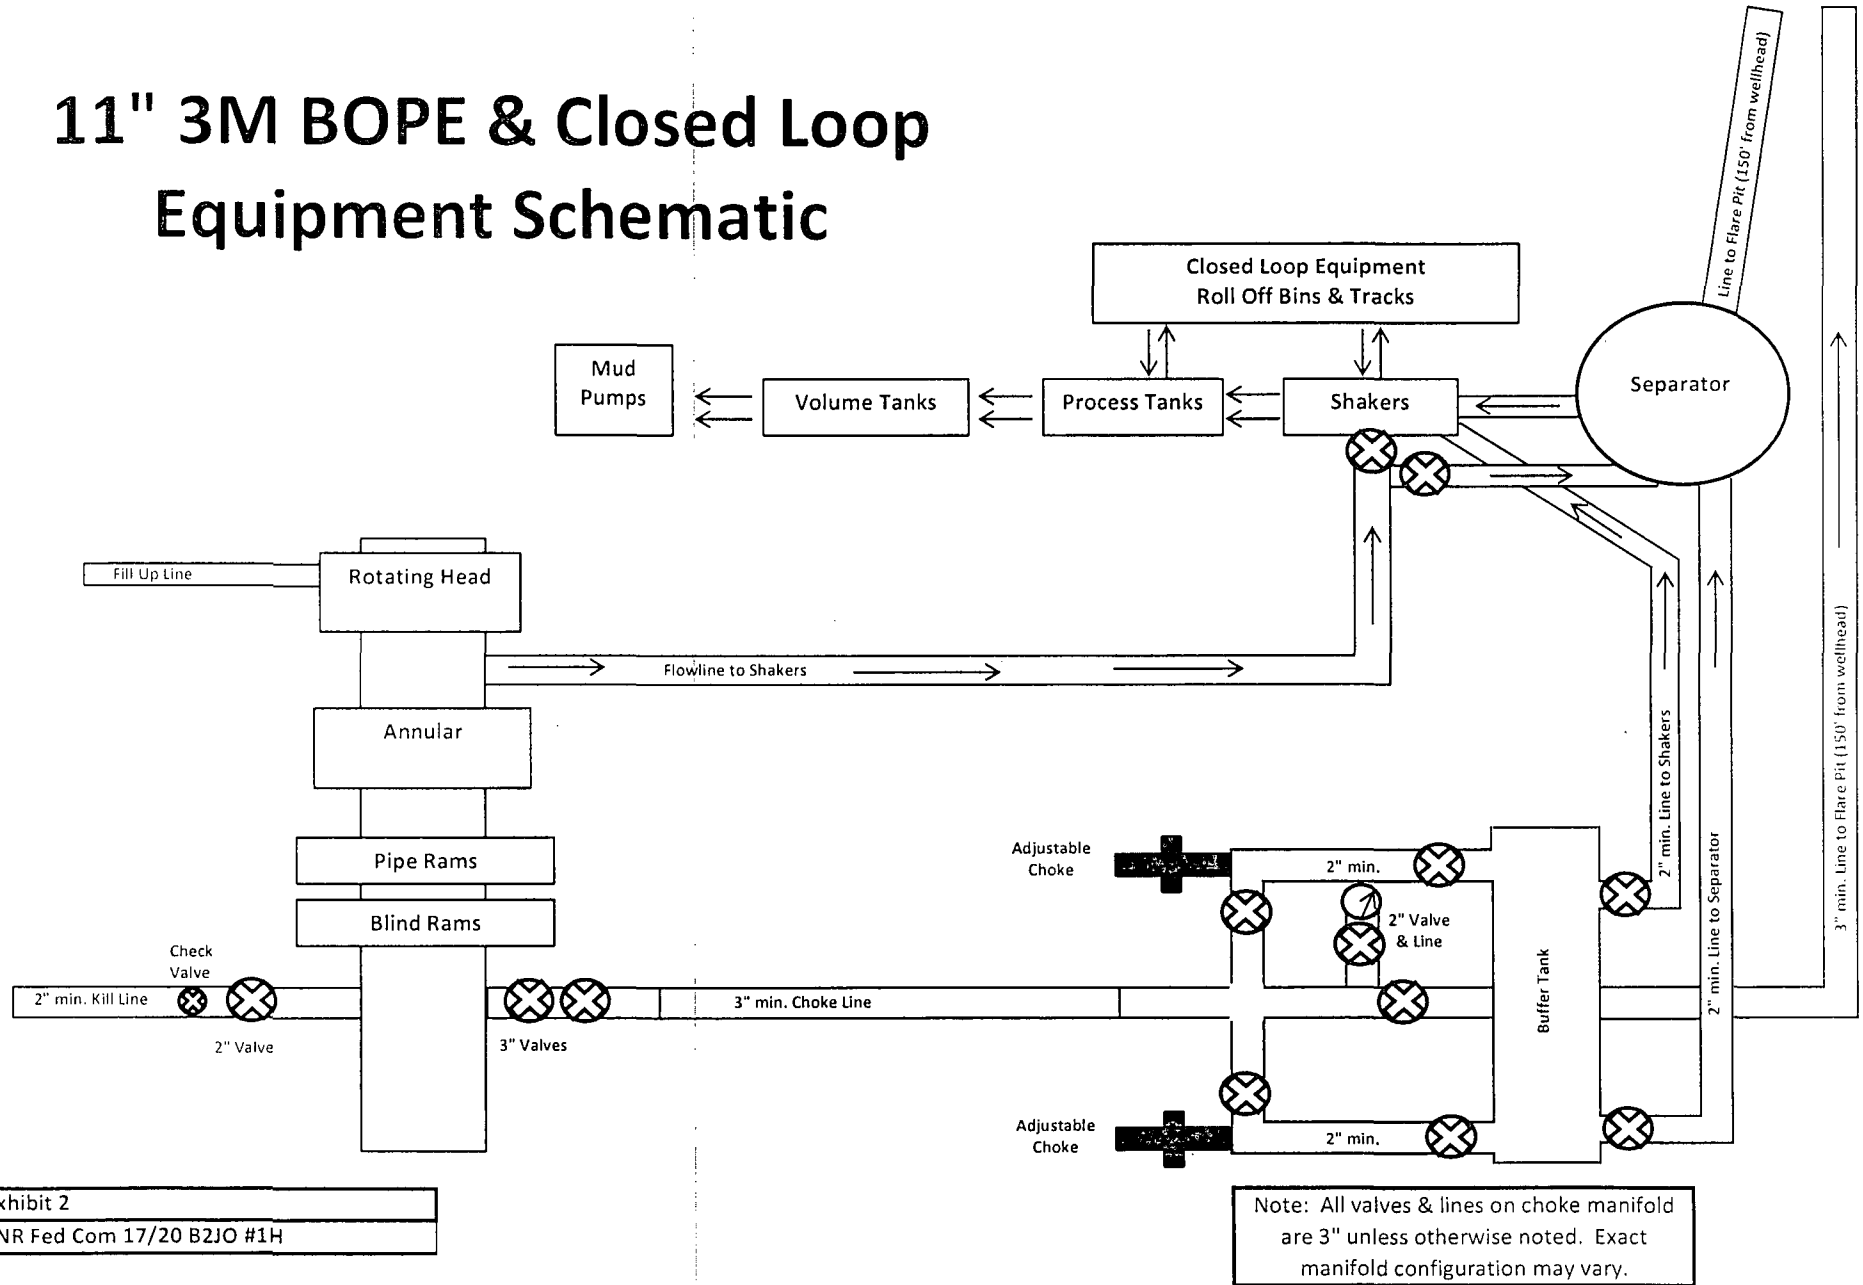 11" 3M BOPE & Closed Loop
Equipment Schematic
Line to Flare Pit (150' from wellhead)
Closed Loop Equipment
Roll Off Bins & Tracks
Mud
Pumps
Volume Tanks
Process Tanks
Shakers
Separator
Fill Up Line
Rotating Head
Flowline to Shakers
Annular
Pipe Rams
Blind Rams
Check
Valve
2" min. Kill Line
2" Valve
3" Valves
3" min. Choke Line
Adjustable
Choke
2" min.
2" Valve
& Line
Buffer Tank
Adjustable
Choke
2" min.
2" min. Line to Shakers
2" min. Line to Separator
3" min. Line to Flare Pit (150' from wellhead)
xhibit 2
NR Fed Com 17/20 B2JO #1H
Note: All valves & lines on choke manifold
are 3" unless otherwise noted. Exact
manifold configuration may vary.